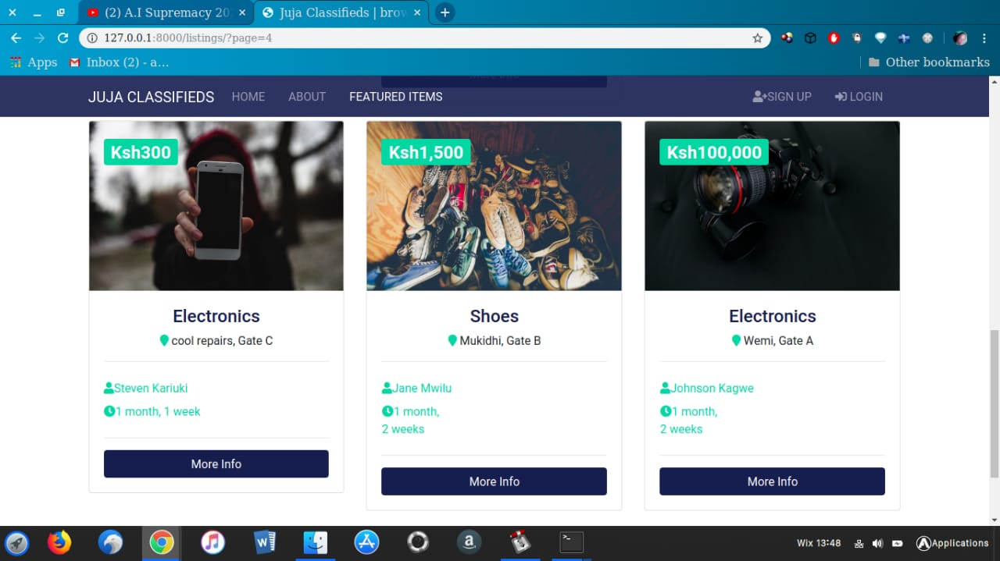 (2) A.I Supremacy 20
Juja Classifieds | brow
127.0.0.1:8000/listings/?page=4
Apps
Inbox (2) - a…
Other bookmarks
More Info
JUJA CLASSIFIEDS
HOME
ABOUT
FEATURED ITEMS
SIGN UP
LOGIN
Ksh300
Ksh1,500
Ksh100,000
Electronics
cool repairs, Gate C
Steven Kariuki
1 month, 1 week
More Info
Shoes
Mukidhi, Gate B
Jane Mwilu
1 month,
2 weeks
More Info
Electronics
Wemi, Gate A
Johnson Kagwe
1 month,
2 weeks
More Info
Wix 13:48
Applications